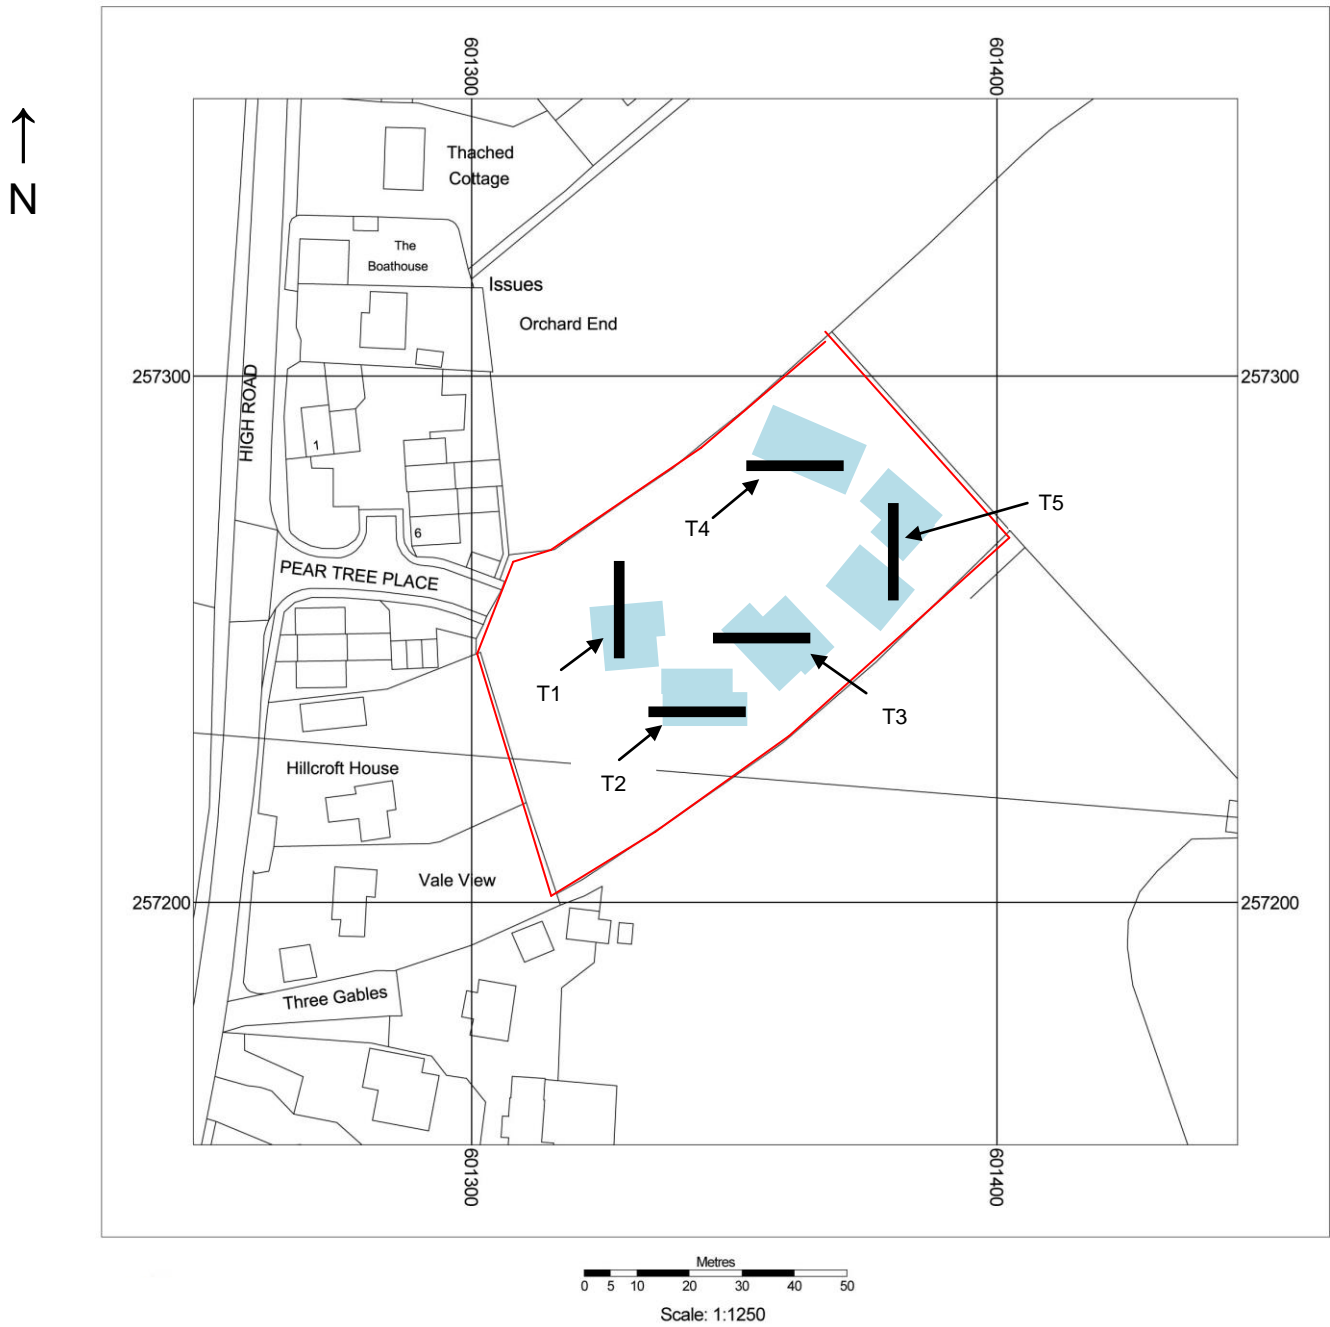 601300
601400
N
Thached
Cottage
The
Boathouse
Issues
Orchard End
257300
257300
HIGH ROAD
1
6
T4
T5
PEAR TREE PLACE
T1
T3
T2
Hillcroft House
Vale View
257200
257200
Three Gables
601300
601400
Metres
0 5 10 20 30 40 50
Scale: 1:1250